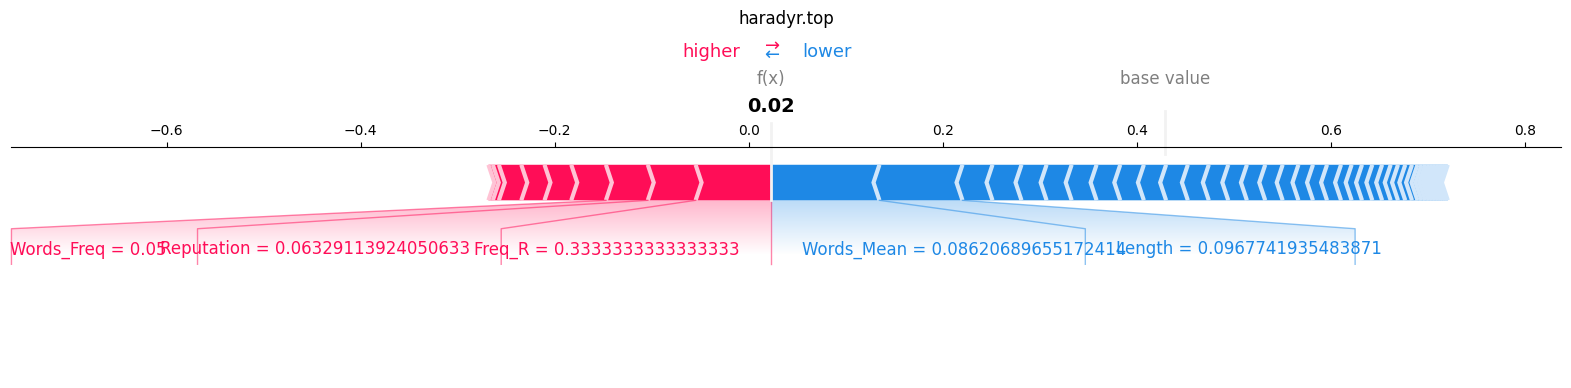 haradyr.top
higher ⇄ lower
f(x) base value
0.02
−0.6 −0.4 −0.2 0.0 0.2 0.4 0.6 0.8
Words_Freq = 0.05 Reputation = 0.06329113924050633 Freq_R = 0.3333333333333333 Words_Mean = 0.08620689655172414 Length = 0.0967741935483871